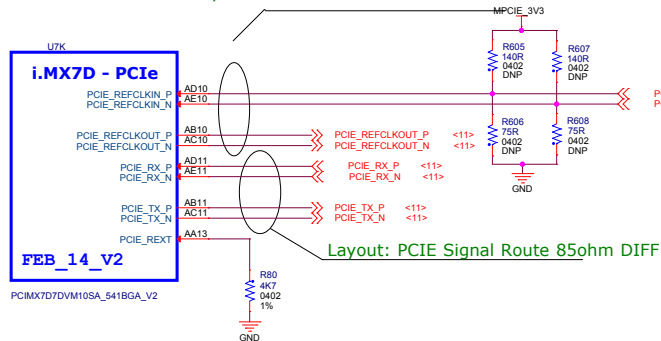 MPCIE_3V3
U7K
R605
140R
0402
DNP
R607
140R
0402
DNP
i.MX7D - PCIe
PCIE_REFCLKIN_P
AD10
PCIE_REFCLKIN_N
AE10
PCIE_REFCLKOUT_P
AB10
PCIE_REFCLKOUT_P
<11>
PCIE_REFCLKOUT_N
AC10
PCIE_REFCLKOUT_N
<11>
R606
75R
0402
DNP
R608
75R
0402
DNP
PCIE_RX_P
AD11
PCIE_RX_P
<11>
PCIE_RX_N
AE11
PCIE_RX_N
<11>
GND
PCIE_TX_P
AB11
PCIE_TX_P
<11>
PCIE_TX_N
AC11
PCIE_TX_N
<11>
PCIE_REXT
AA13
Layout: PCIE Signal Route 85ohm DIFF
FEB_14_V2
R80
4K7
0402
1%
PCIMX7D7DVM10SA_541BGA_V2
GND